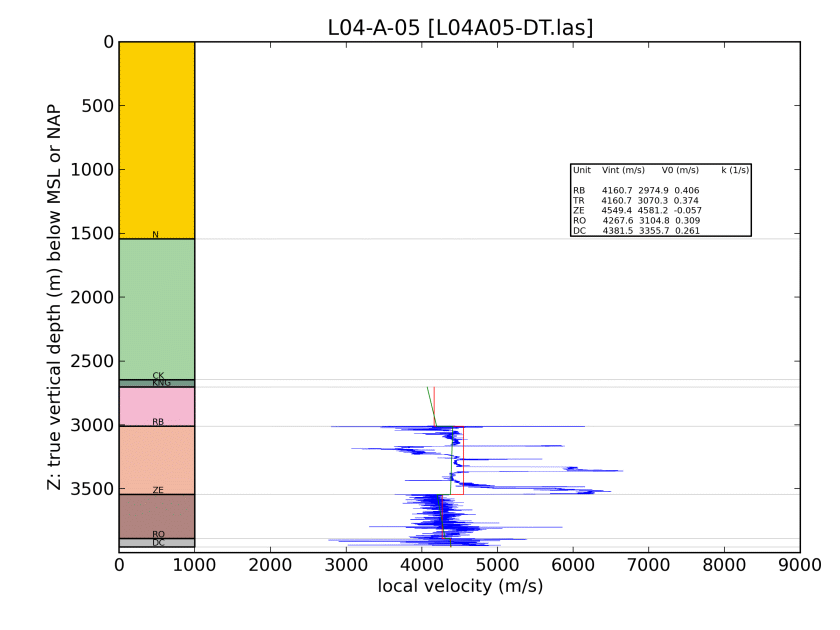 L04-A-05 [L04A05-DT.las]
Z: true vertical depth (m) below MSL or NAP
0
500
1000
1500
2000
2500
3000
3500
N
CK
KNG
RB
ZE
RO
DC
Unit Vint (m/s) V0 (m/s) k (1/s)
RB 4160.7 2974.9 0.406
TR 4160.7 3070.3 0.374
ZE 4549.4 4581.2 -0.057
RO 4267.6 3104.8 0.309
DC 4381.5 3355.7 0.261
0 1000 2000 3000 4000 5000 6000 7000 8000 9000
local velocity (m/s)